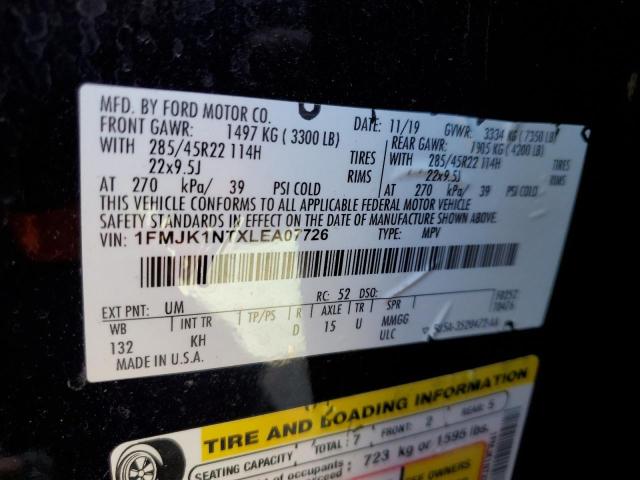 MFD. BY FORD MOTOR CO.
DATE: 11/19 GVWR: 3334 KG (7350 LB)
FRONT GAWR: 1497 KG (3300 LB)
REAR GAWR: 1905 KG (4200 LB)
WITH 285/45R22 114H TIRES
WITH 285/45R22 114H TIRES
22x9.5J RIMS
22x9.5J RIMS
AT 270 kPa/ 39 PSI COLD
AT 270 kPa/ 39 PSI COLD
THIS VEHICLE CONFORMS TO ALL APPLICABLE FEDERAL MOTOR VEHICLE
SAFETY STANDARDS IN EFFECT ON THE DATE OF MANUFACTURE SHOWN ABOVE.
VIN: 1FMJK1NTXLEA07726 TYPE: MPV
EXT PNT: UM RC: 52 DSO:
WB INT TR TP/PS R AXLE TR SPR
132 KH D 15 U MMGG
ULC
MADE IN U.S.A.
TIRE AND LOADING INFORMATION
SEATING CAPACITY TOTAL: 7 FRONT: 2 REAR: 5
of occupants
723 kg or 1595 lbs.
SEE OWNERS